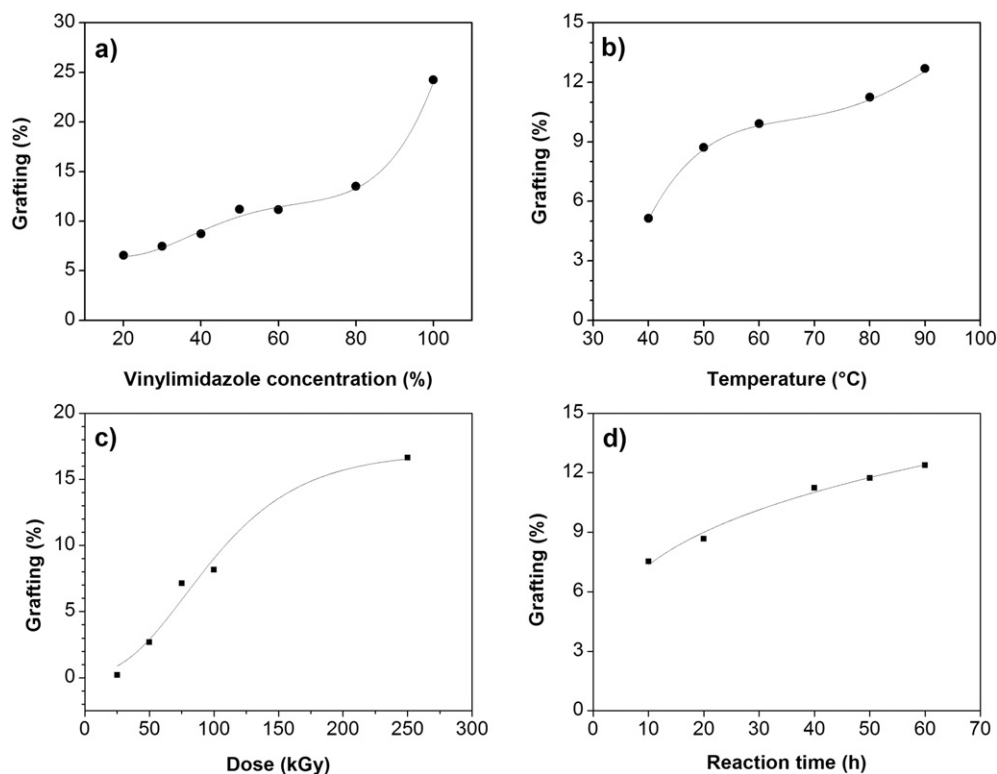 a)
Grafting (%)
30
25
20
15
10
5
0
20 40 60 80 100
Vinylimidazole concentration (%)
b)
Grafting (%)
15
12
9
6
3
0
30 40 50 60 70 80 90 100
Temperature (°C)
c)
Grafting (%)
20
15
10
5
0
0 50 100 150 200 250 300
Dose (kGy)
d)
Grafting (%)
15
12
9
6
3
0
0 10 20 30 40 50 60 70
Reaction time (h)